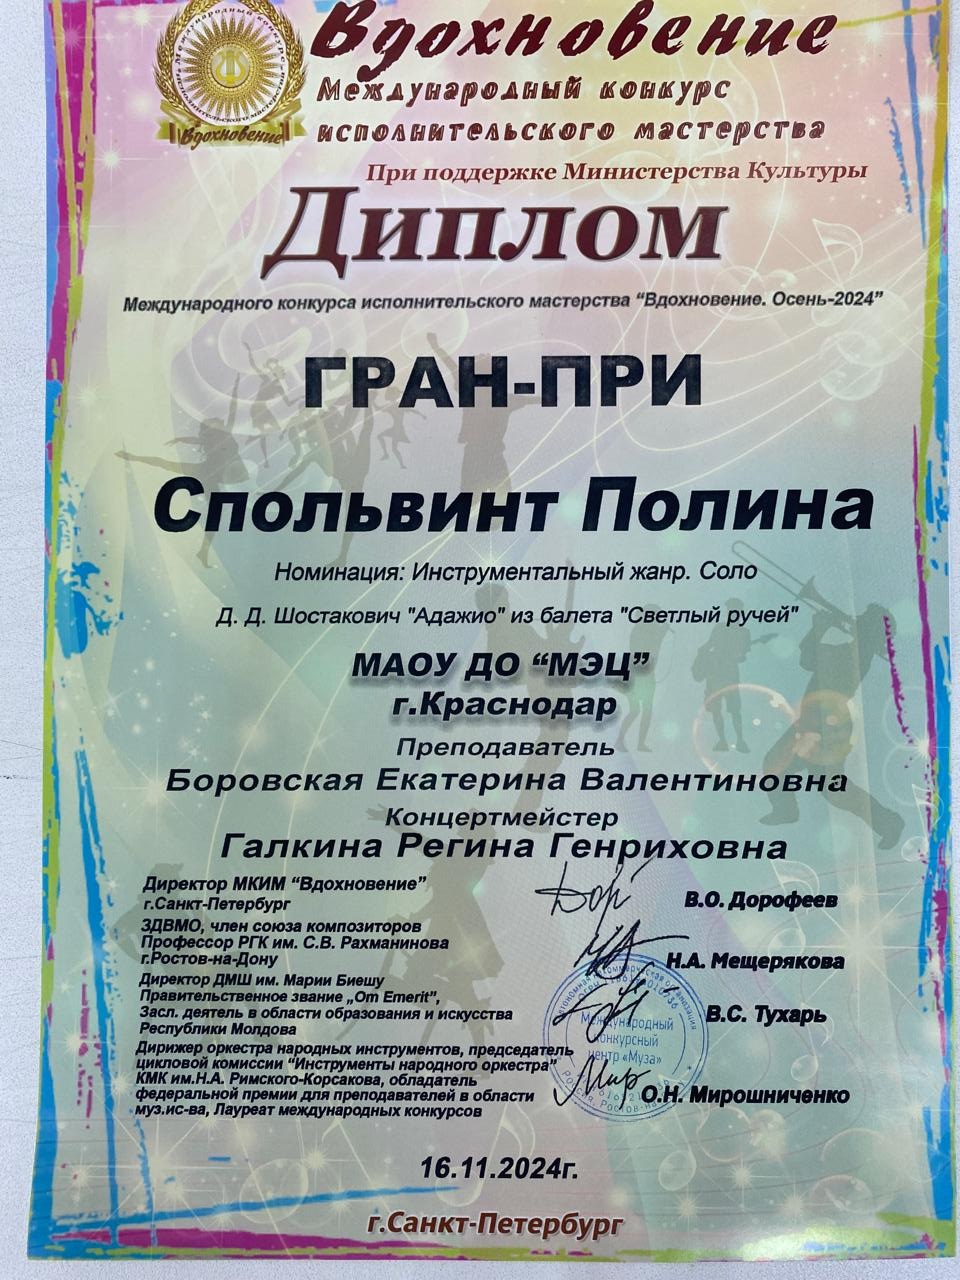 Вдохновение
Вдохновение
Международный конкурс
исполнительского мастерства
При поддержке Министерства Культуры
Диплом
Международного конкурса исполнительского мастерства “Вдохновение. Осень-2024”
ГРАН-ПРИ
Спольвинт Полина
Номинация: Инструментальный жанр. Соло
Д. Д. Шостакович "Адажио" из балета "Светлый ручей"
МАОУ ДО “МЭЦ”
г.Краснодар
Преподаватель
Боровская Екатерина Валентиновна
Концертмейстер
Галкина Регина Генриховна
Директор МКИМ “Вдохновение”
г.Санкт-Петербург
В.О. Дорофеев
ЗДВМО, член союза композиторов
Профессор РГК им. С.В. Рахманинова
г.Ростов-на-Дону
Н.А. Мещерякова
Директор ДМШ им. Марии Биешу
Правительственное звание „Om Emerit”,
Засл. деятель в области образования и искусства
Республики Молдова
В.С. Тухарь
Дирижер оркестра народных инструментов, председатель
цикловой комиссии “Инструменты народного оркестра”
КМК им.Н.А. Римского-Корсакова, обладатель
федеральной премии для преподавателей в области
муз.ис-ва, Лауреат международных конкурсов
О.Н. Мирошниченко
Международный
конкурсный
центр «Муза»
16.11.2024г.
г.Санкт-Петербург